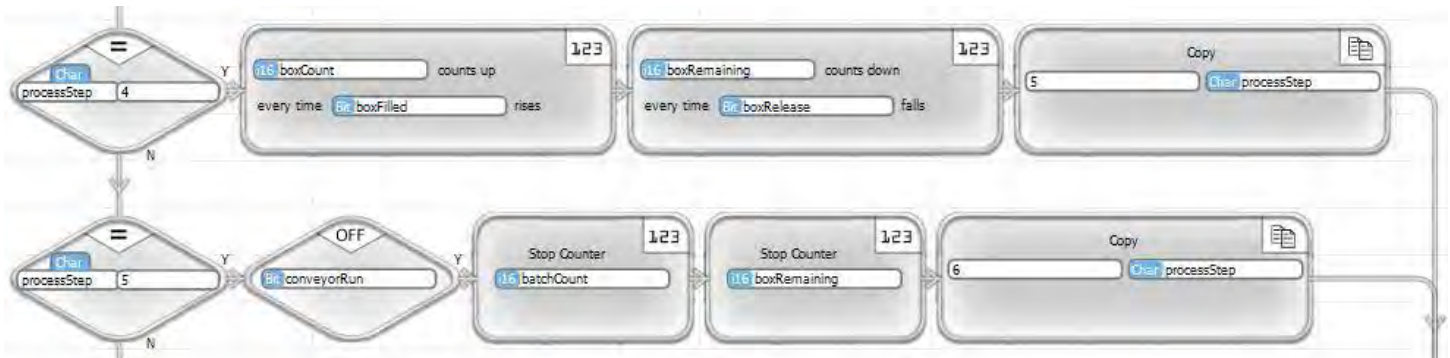 =
Char
processStep 4
Y
N
123
i16 boxCount counts up
every time Bit boxFilled rises
123
i16 boxRemaining counts down
every time Bit boxRelease falls
Copy
5 Char processStep
=
Char
processStep 5
Y
N
OFF
Bit conveyorRun
Y
123
Stop Counter
i16 batchCount
123
Stop Counter
i16 boxRemaining
Copy
6 Char processStep